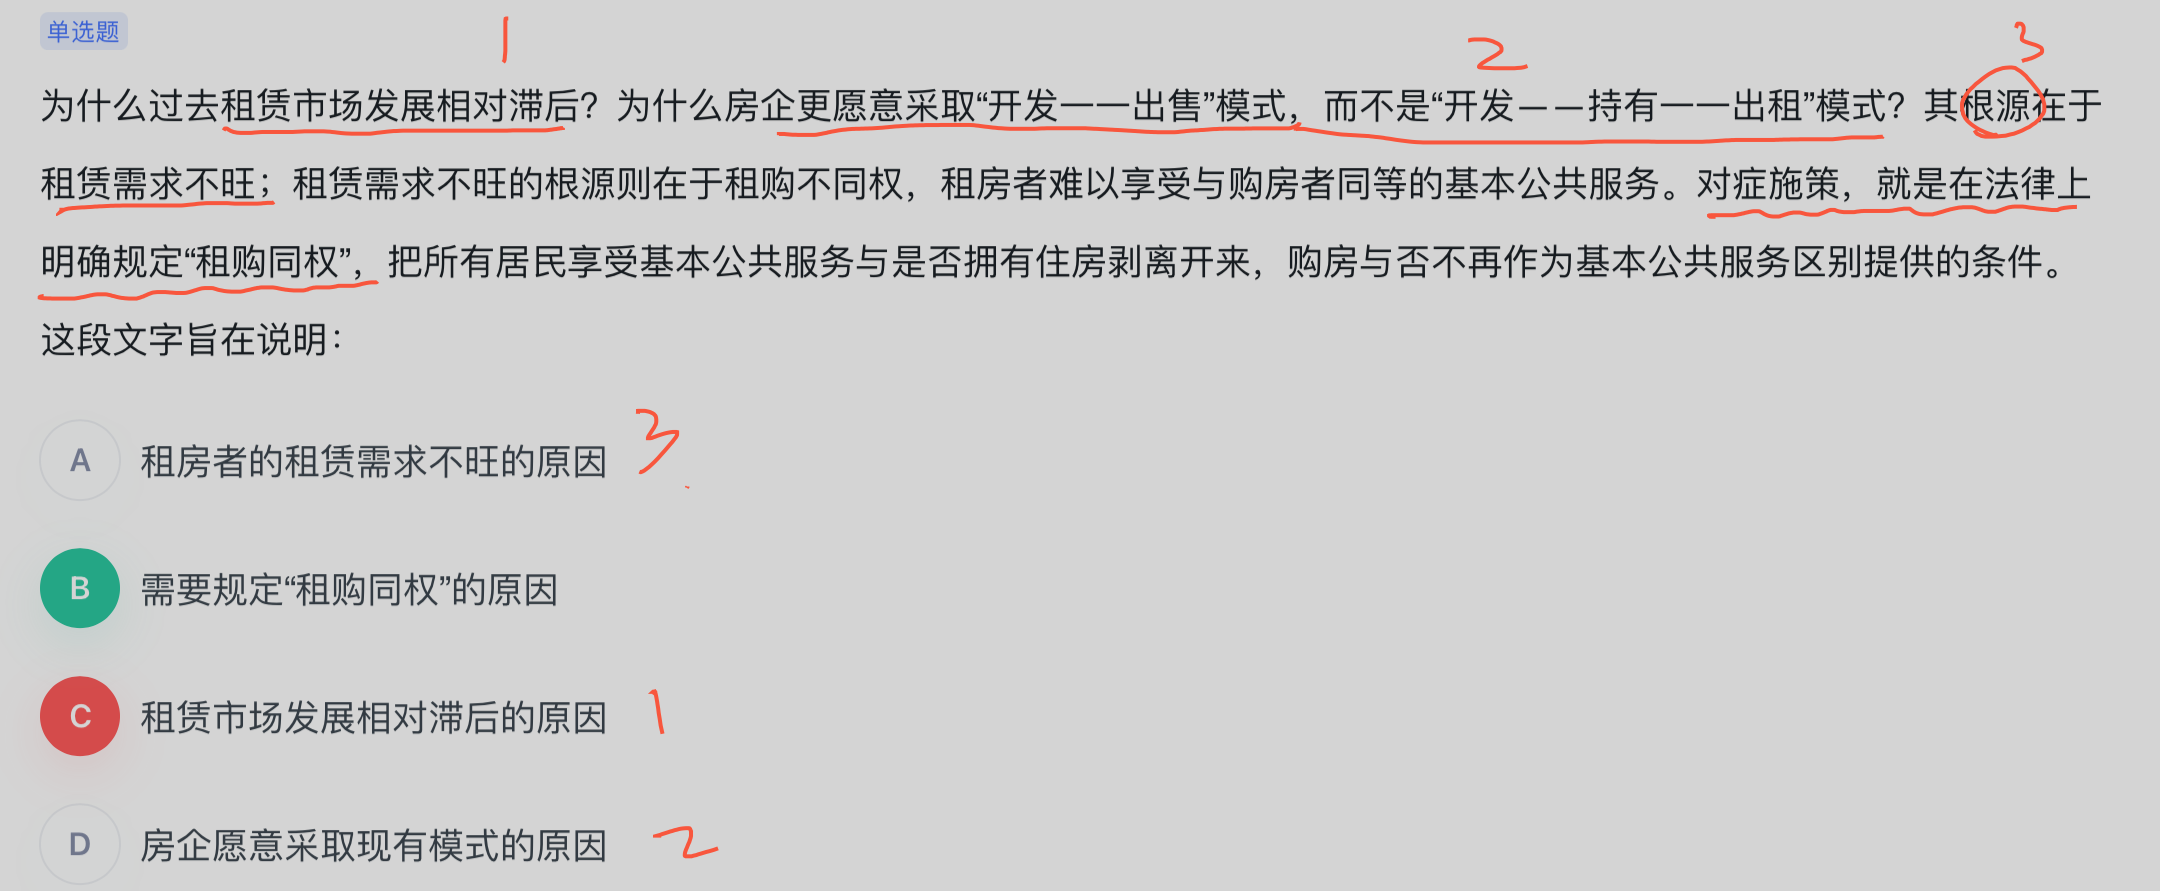 单选题
1
2
3
为什么过去租赁市场发展相对滞后？为什么房企更愿意采取“开发一一出售”模式，而不是“开发——持有一一出租”模式？其根源在于
租赁需求不旺；租赁需求不旺的根源则在于租购不同权，租房者难以享受与购房者同等的基本公共服务。对症施策，就是在法律上
明确规定“租购同权”，把所有居民享受基本公共服务与是否拥有住房剥离开来，购房与否不再作为基本公共服务区别提供的条件。
这段文字旨在说明：
A 租房者的租赁需求不旺的原因 3
B 需要规定“租购同权”的原因
C 租赁市场发展相对滞后的原因 1
D 房企愿意采取现有模式的原因 2